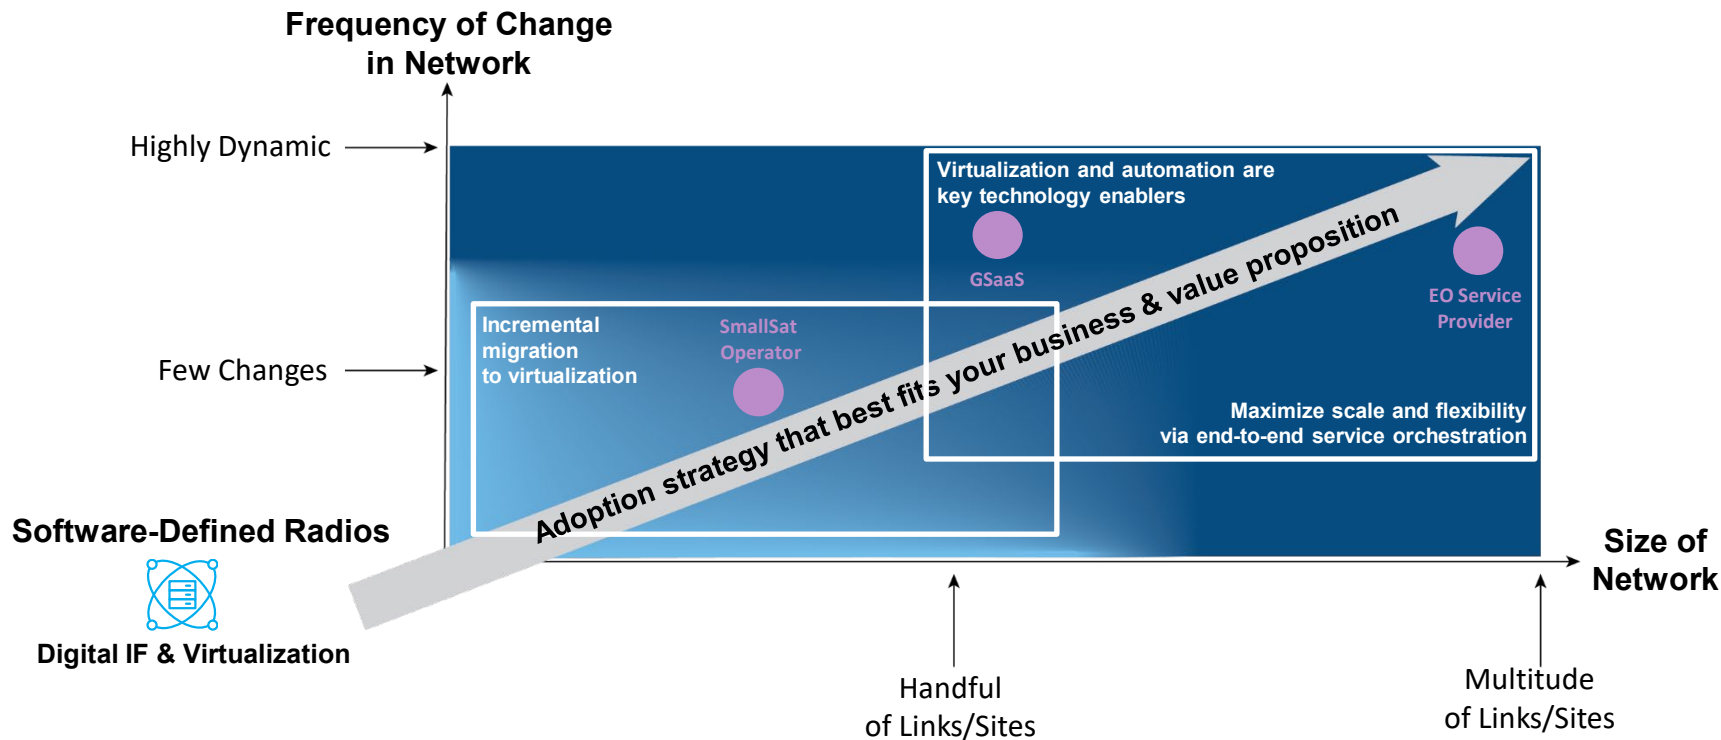 Frequency of Change
in Network
Highly Dynamic
Virtualization and automation are
key technology enablers
GSaaS
EO Service
Provider
Incremental
migration
to virtualization
SmallSat
Operator
Few Changes
Adoption strategy that best fits your business & value proposition
Maximize scale and flexibility
via end-to-end service orchestration
Software-Defined Radios
Digital IF & Virtualization
Size of
Network
Handful
of Links/Sites
Multitude
of Links/Sites